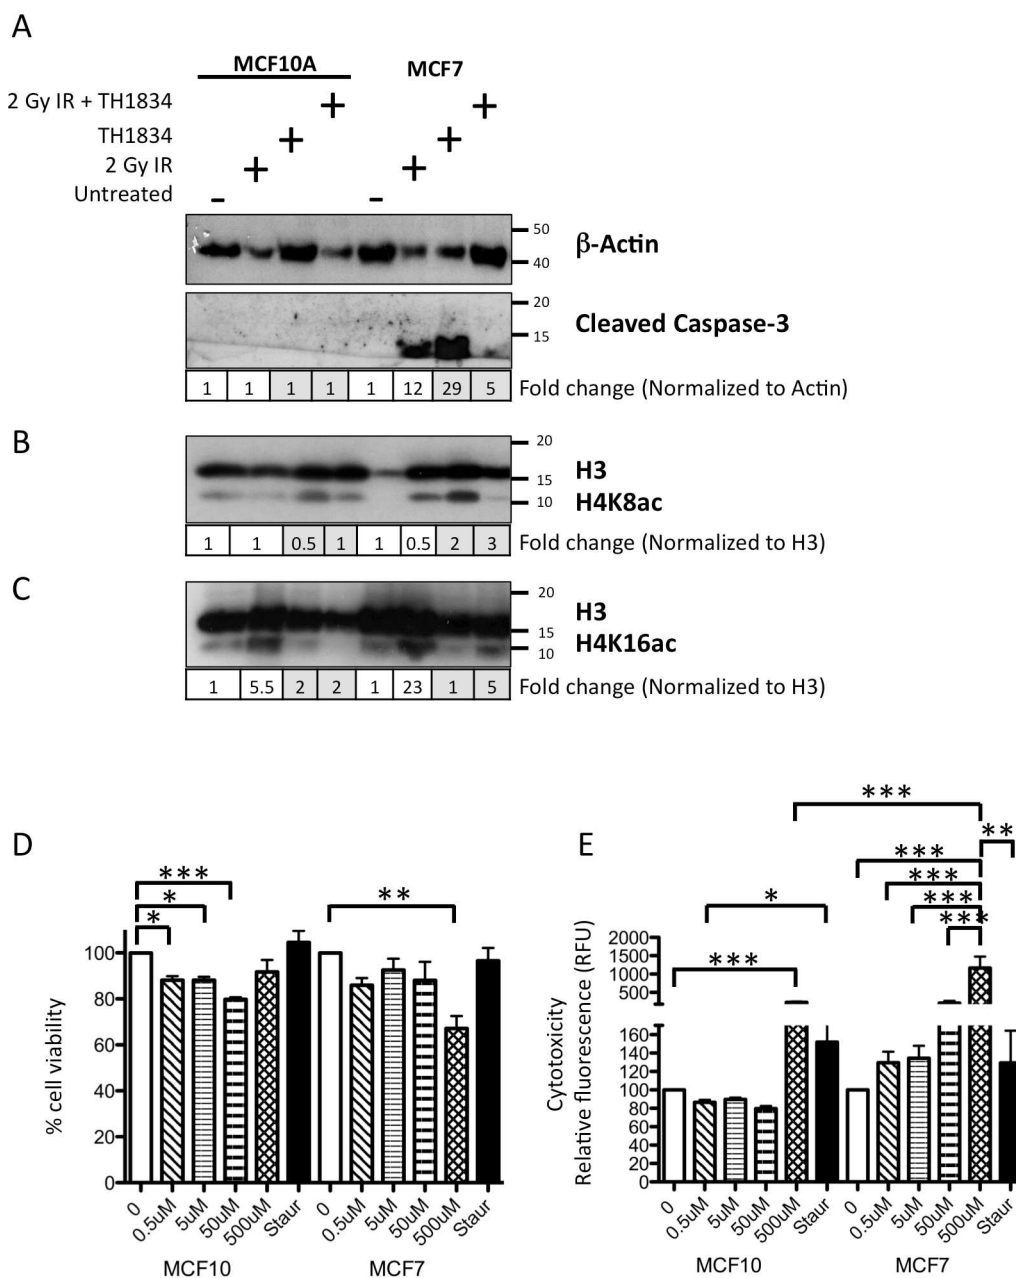 A
MCF10A MCF7
2 Gy IR + TH1834 + +
TH1834 + +
2 Gy IR + +
Untreated - -
50
β-Actin
40
20
Cleaved Caspase-3
15
1 1 1 1 1 12 29 5 Fold change (Normalized to Actin)
B
20
H3
15
H4K8ac
10
1 1 0.5 1 1 0.5 2 3 Fold change (Normalized to H3)
C
20
H3
15
H4K16ac
10
1 5.5 2 2 1 23 1 5 Fold change (Normalized to H3)
D
***
*
*
**
% cell viability
100
80
60
40
20
0
0 0.5uM 5uM 50uM 500uM Staur 0 0.5uM 5uM 50uM 500uM Staur
MCF10 MCF7
E
***
**
***
***
***
***
*
***
Cytotoxicity
Relative fluorescence (RFU)
2000
1500
1000
500
160
140
120
100
80
60
40
20
0
0 0.5uM 5uM 50uM 500uM Staur 0 0.5uM 5uM 50uM 500uM Staur
MCF10 MCF7